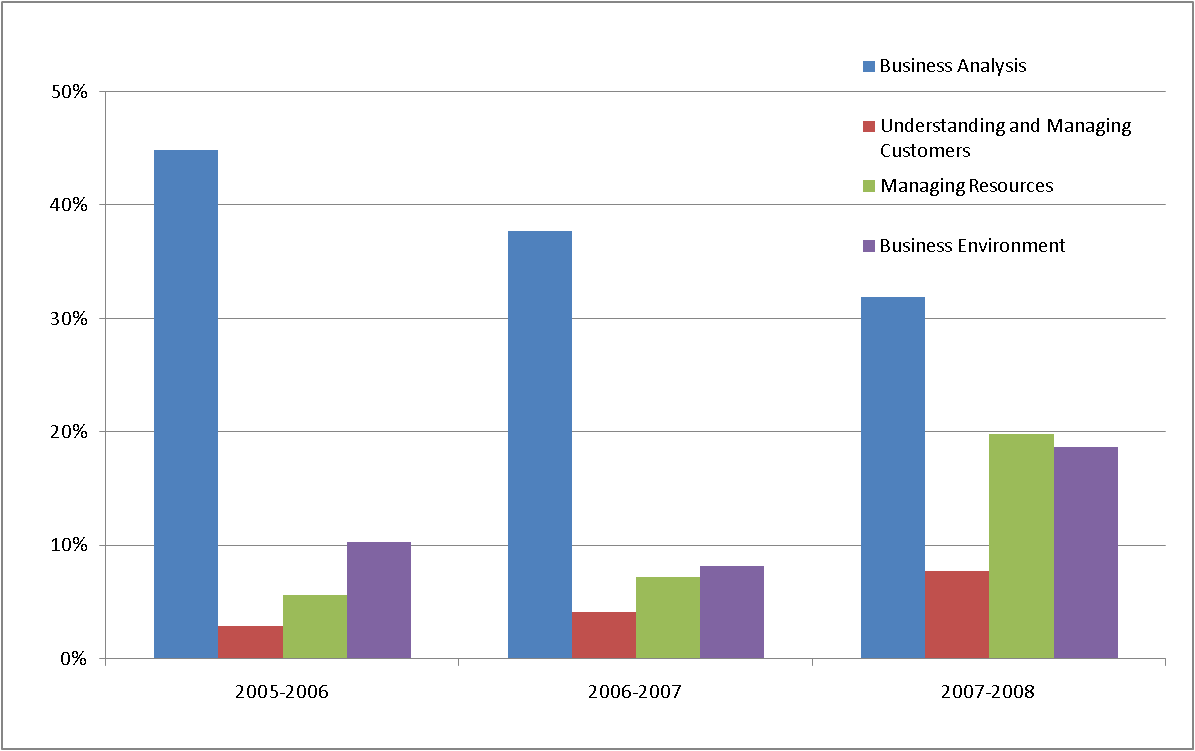 Business Analysis
50%
Understanding and Managing
Customers
Managing Resources
40%
Business Environment
30%
20%
10%
0%
2005-2006
2006-2007
2007-2008